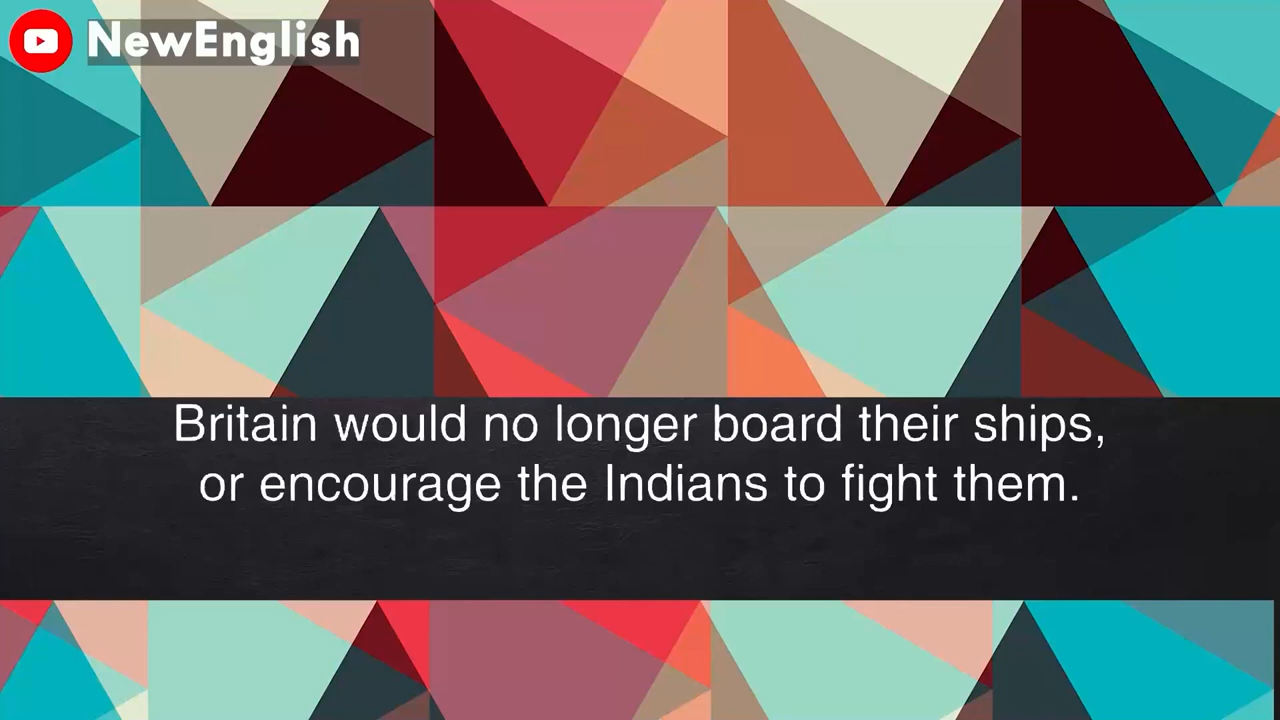 NewEnglish
Britain would no longer board their ships,
or encourage the Indians to fight them.